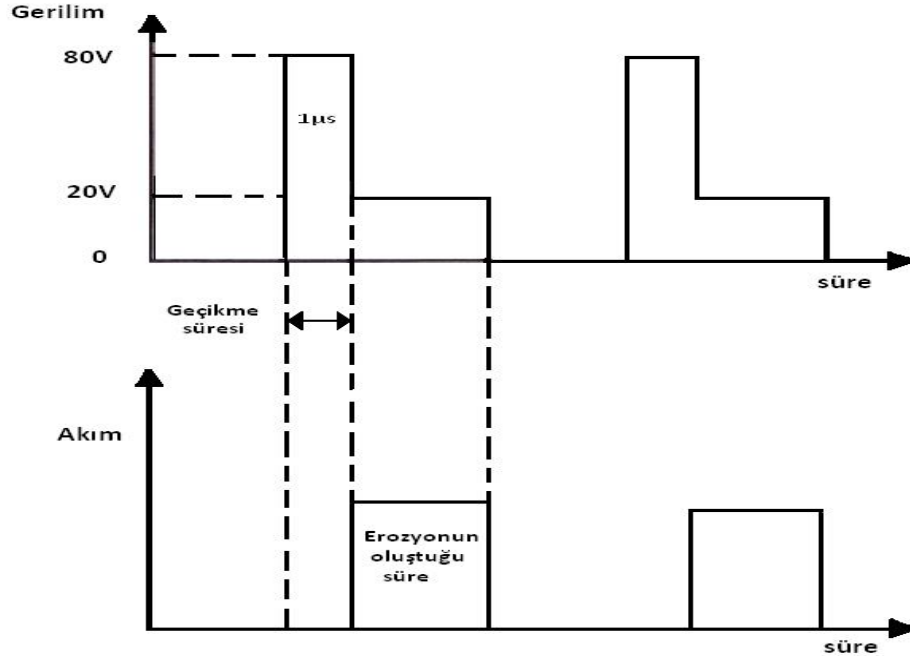 Gerilim
80V
1µs
20V
0
süre
Geçikme
süresi
Akım
Erozyonun
oluştuğu
süre
süre